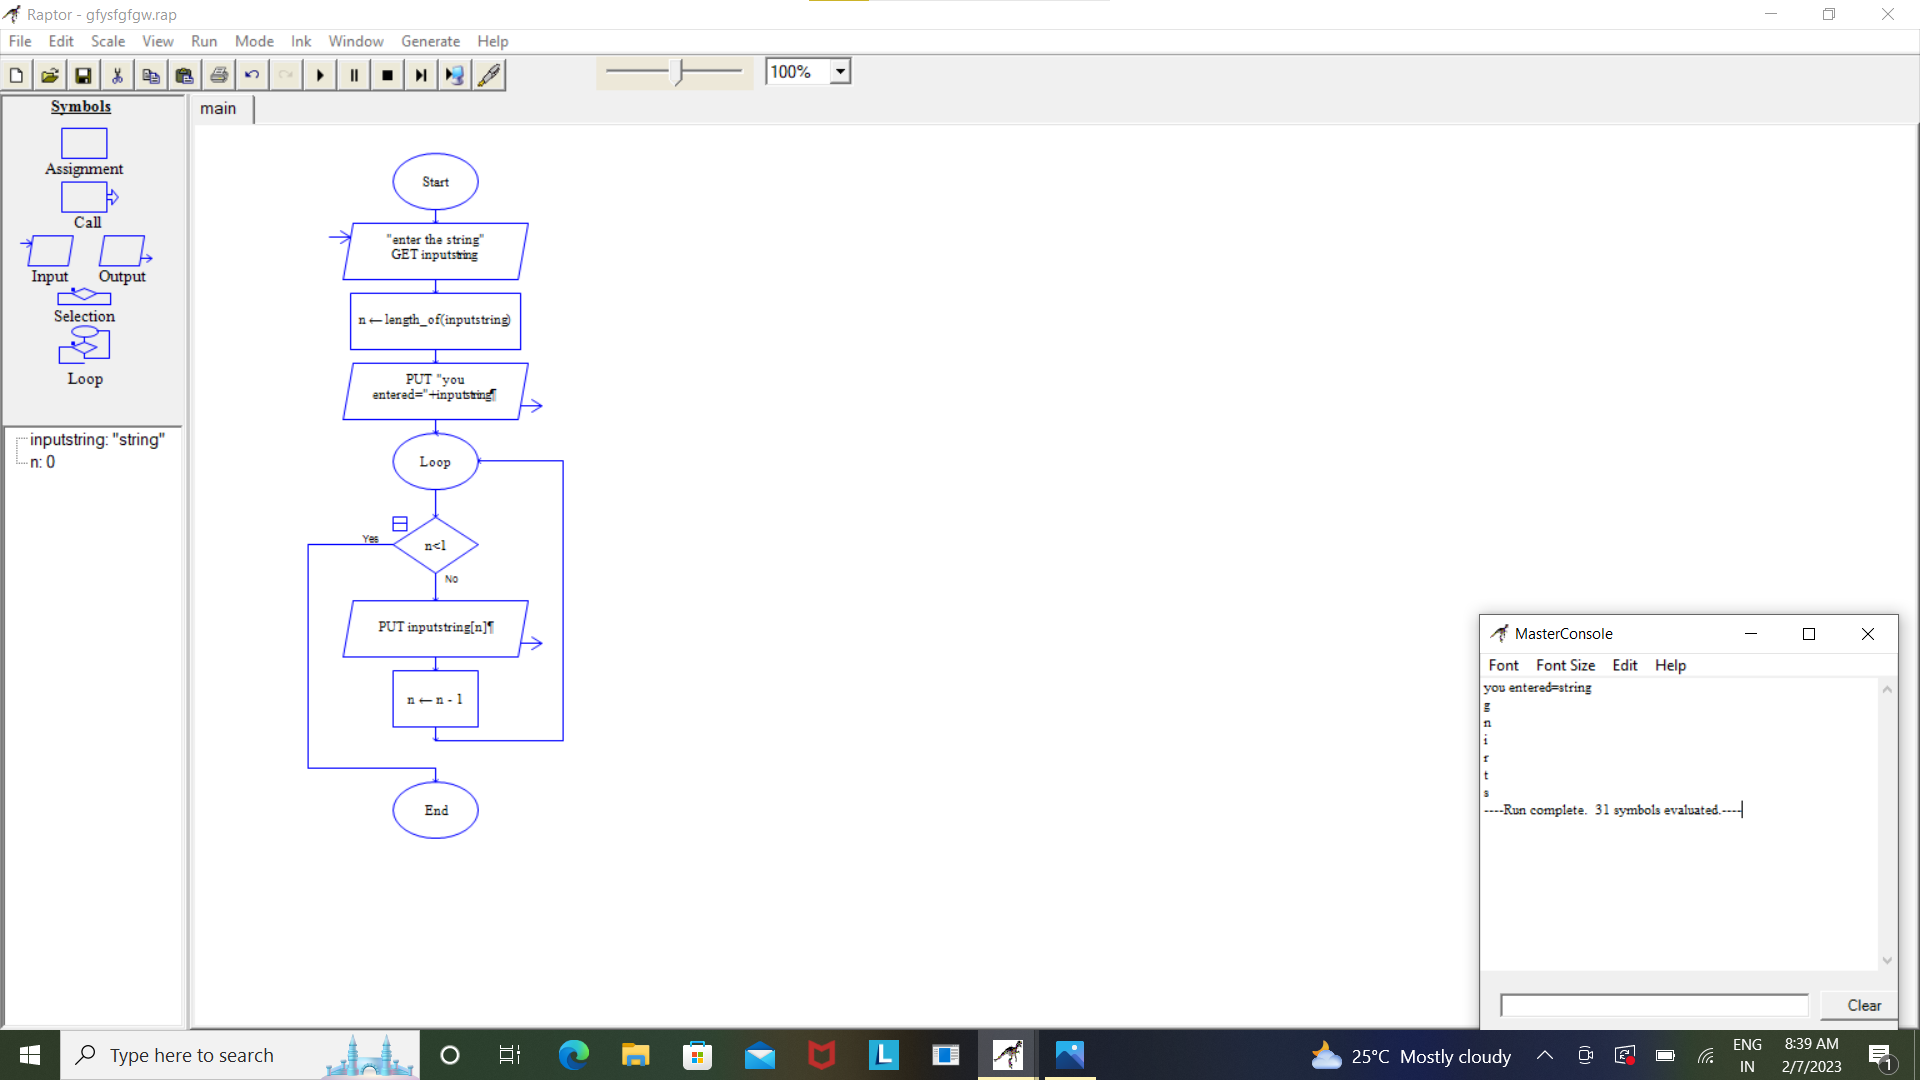 Raptor - gfysfgfgw.rap
File Edit Scale View Run Mode Ink Window Generate Help
100%
Symbols
Assignment
Call
Input Output
Selection
Loop
inputstring: "string"
n: 0
main
Start
"enter the string"
GET inputstring
n ← length_of(inputstring)
PUT "you
entered="+inputstring¶
Loop
Yes
n<1
No
PUT inputstring[n]¶
n ← n - 1
End
MasterConsole
Font Font Size Edit Help
you entered=string
g
n
i
r
t
s
----Run complete.  31 symbols evaluated.----
Clear
Type here to search
L
25°C Mostly cloudy
ENG
IN
8:39 AM
2/7/2023
1